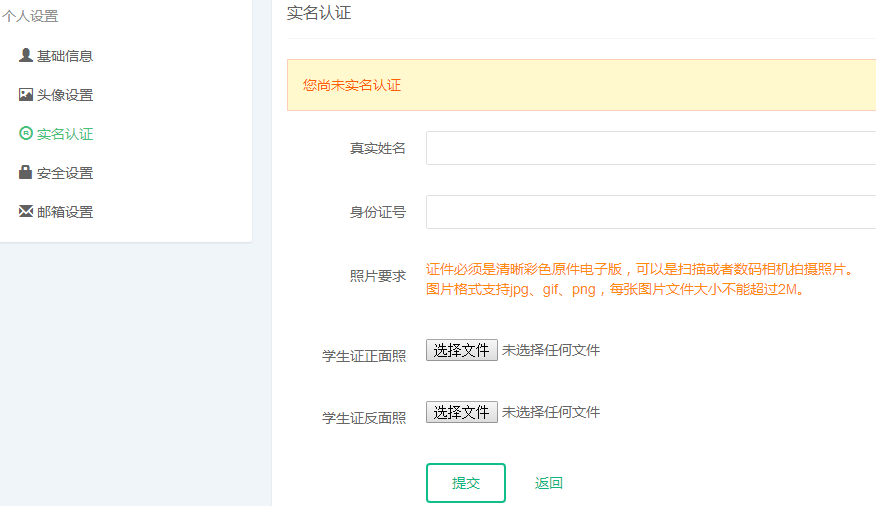 个人设置
基础信息
头像设置
实名认证
安全设置
邮箱设置
实名认证
您尚未实名认证
真实姓名
身份证号
照片要求
证件必须是清晰彩色原件电子版，可以是扫描或者数码相机拍摄照片。
图片格式支持jpg、gif、png，每张图片文件大小不能超过2M。
学生证正面照 选择文件 未选择任何文件
学生证反面照 选择文件 未选择任何文件
提交 返回